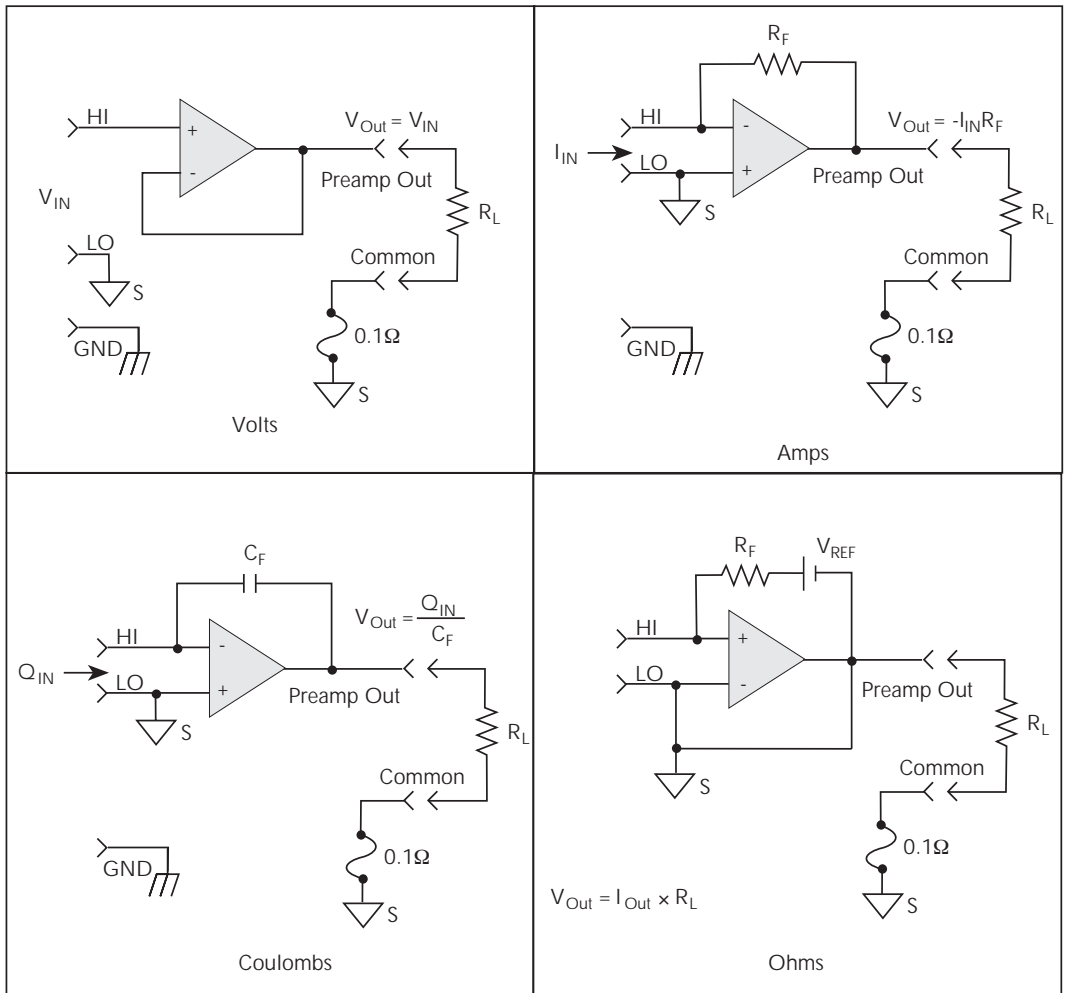 HI
+
-
V_Out = V_IN
Preamp Out
V_IN
R_L
LO
S
Common
GND
0.1Ω
S
Volts
R_F
HI
-
V_Out = -I_IN R_F
I_IN
LO
+
Preamp Out
S
R_L
Common
GND
0.1Ω
S
Amps
C_F
V_Out = Q_IN
C_F
HI
-
Q_IN
LO
+
Preamp Out
S
R_L
Common
GND
0.1Ω
S
Coulombs
R_F
V_REF
HI
+
LO
-
Preamp Out
R_L
S
Common
0.1Ω
V_Out = I_Out × R_L
S
Ohms